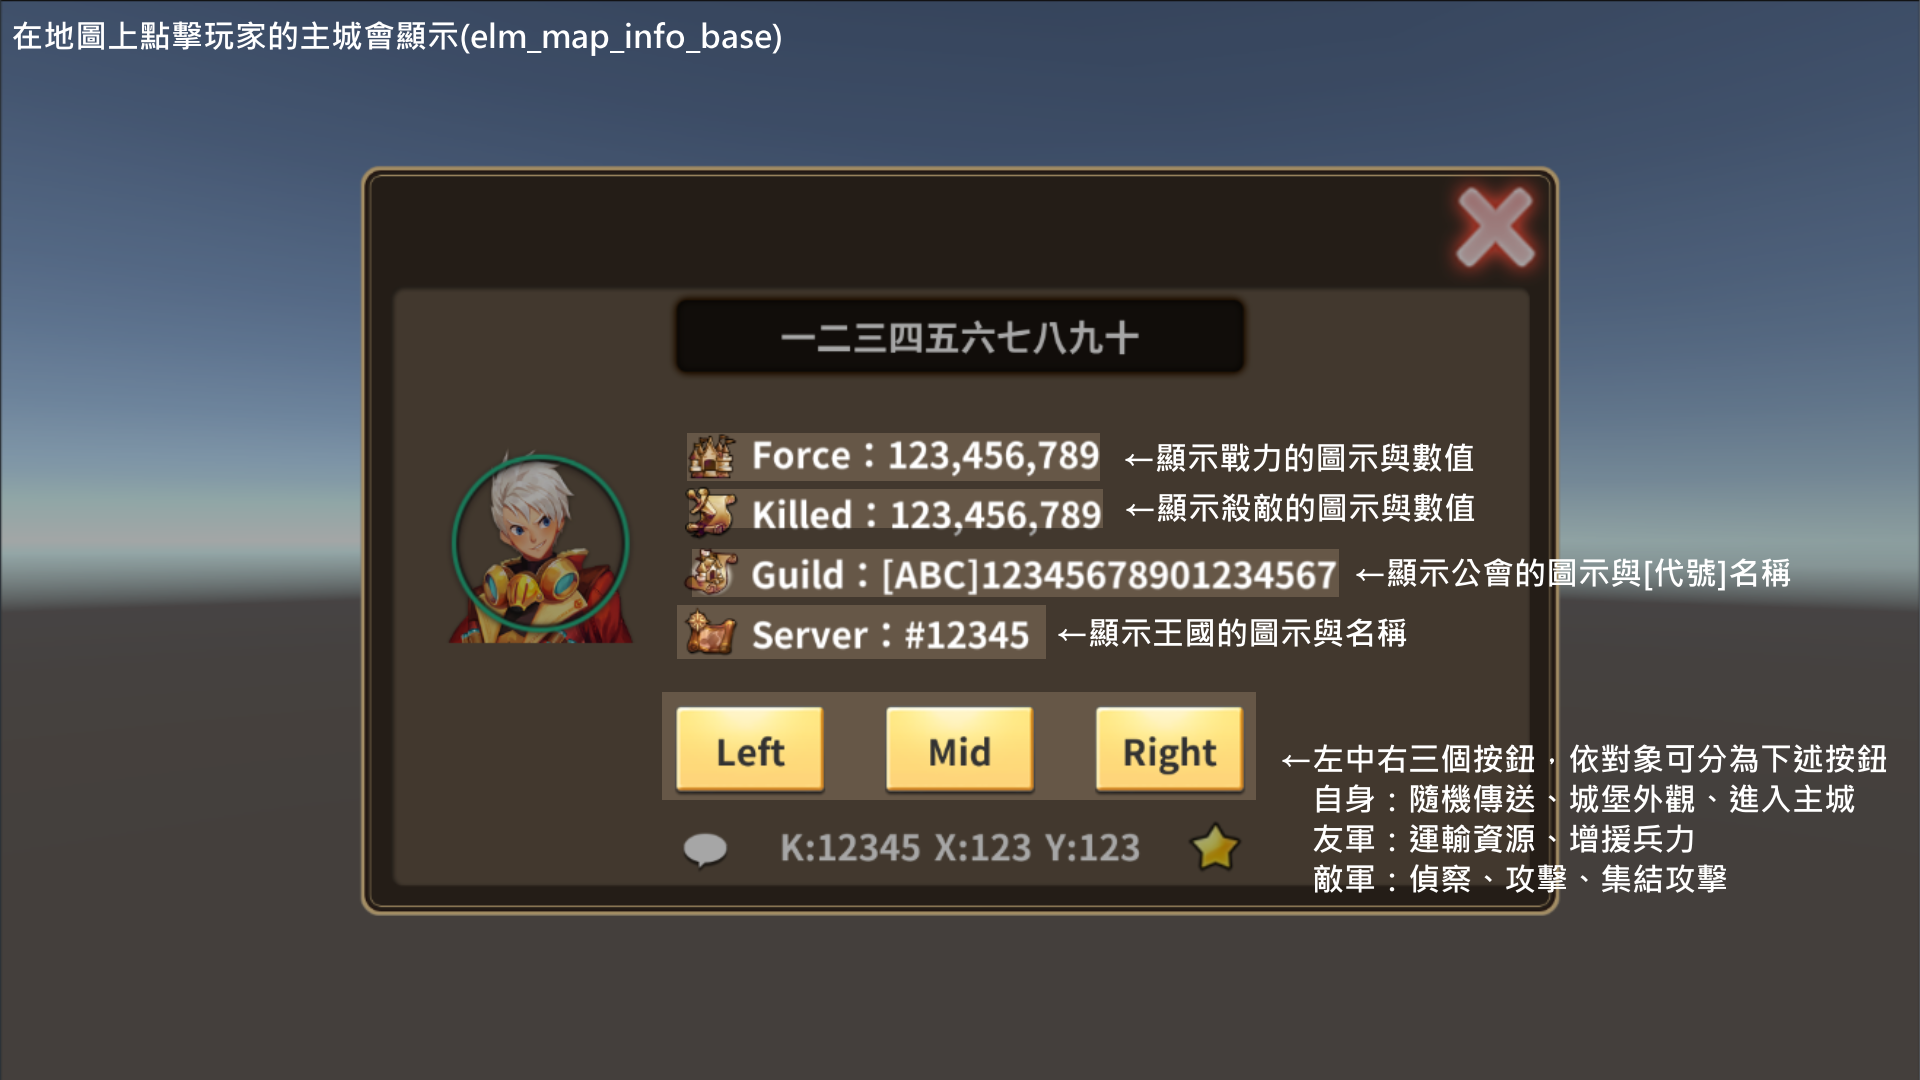 在地圖上點擊玩家的主城會顯示(elm_map_info_base)
一二三四五六七八九十
Force：123,456,789 ←顯示戰力的圖示與數值
Killed：123,456,789 ←顯示殺敵的圖示與數值
Guild：[ABC]12345678901234567 ←顯示公會的圖示與[代號]名稱
Server：#12345 ←顯示王國的圖示與名稱
Left Mid Right
←左中右三個按鈕，依對象可分為下述按鈕
自身：隨機傳送、城堡外觀、進入主城
友軍：運輸資源、增援兵力
敵軍：偵察、攻擊、集結攻擊
K:12345 X:123 Y:123